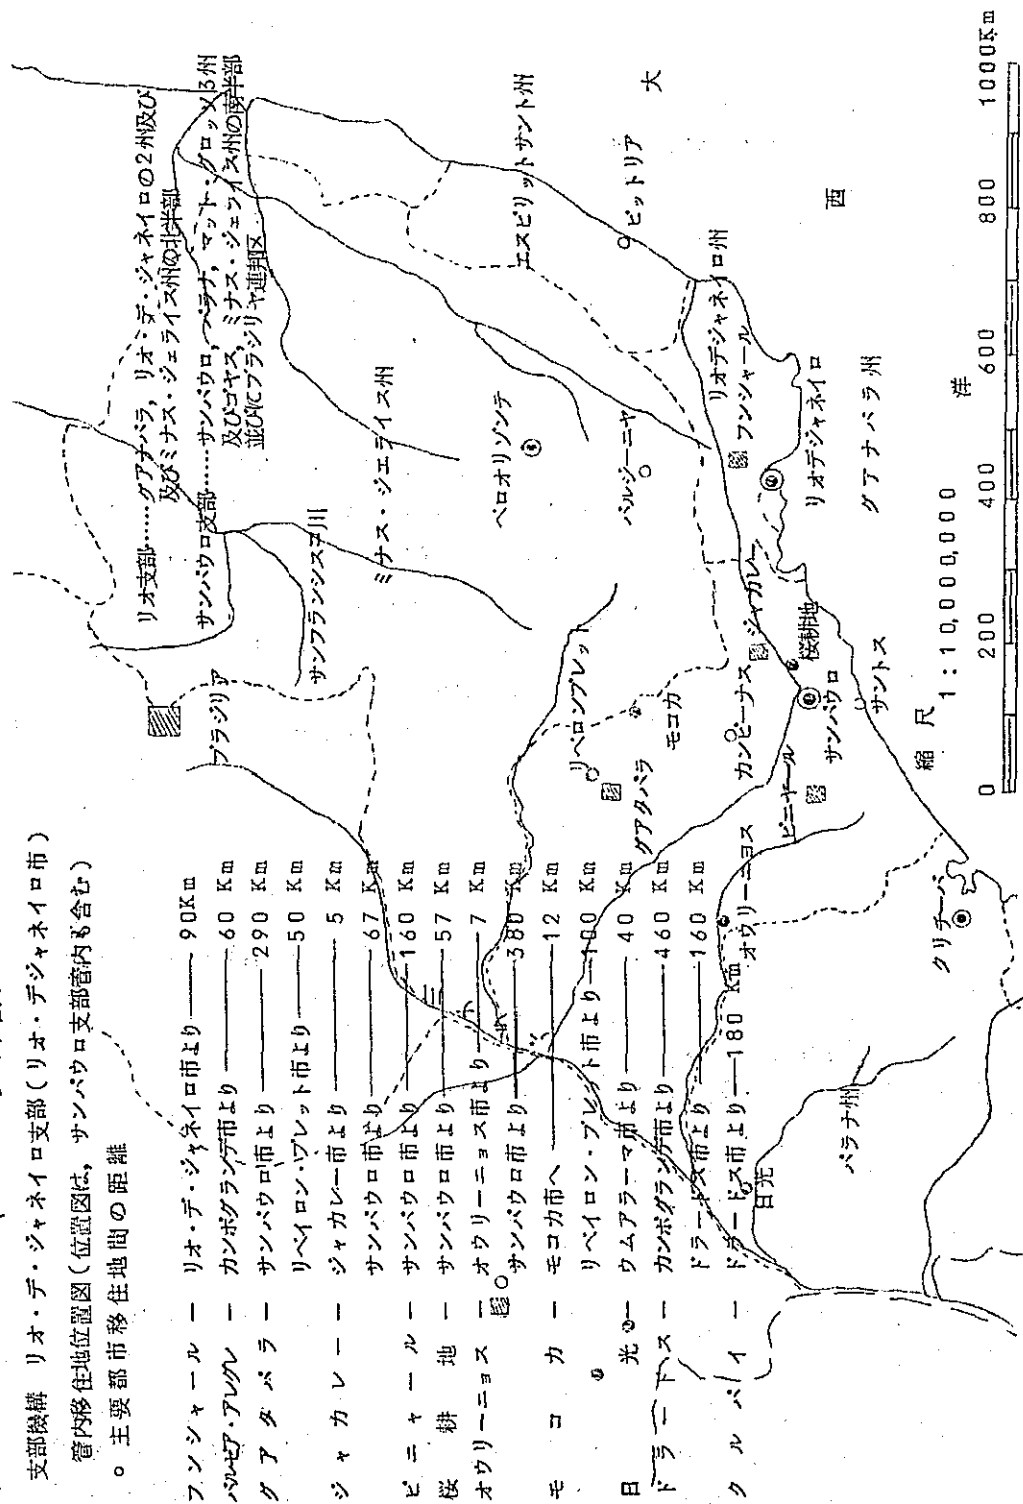 支部機構 リオ・デ・ジャネイロ支部(リオ・デジャネイロ市)
管内移住地位置図(位置図は,サンパウロ支部管内も含む)
○ 主要都市移住地間の距離
フンシャール ― リオ・デ・ジャネイロ市より ―― 90Km
バルゼア・アレグレ ― カンポグランデ市より ―― 60 Km
グアタパラ ― サンパウロ市より ―― 290 Km
リベイロン・プレット市より ―― 50 Km
ジャカレー ― ジャカレー市より ―― 5 Km
サンパウロ市より ―― 67 Km
ピニャール ― サンパウロ市より ―― 160 Km
桜耕地 ― サンパウロ市より ―― 57 Km
オウリーニョス ― オウリーニョス市より ―― 7 Km
サンパウロ市より ―― 380 Km
モコカ ― モコカ市へ ―― 12 Km
リベイロン・プレット市より ―― 100 Km
日光 ― ウムアラーマ市より ―― 40 Km
ドラードス ― カンポグランデ市より ―― 460 Km
ドラードス市より ―― 160 Km
クルパイ ― ドラードス市より ―― 180 Km
リオ支部……グアナバラ,リオ・デ・ジャネイロの2州及び
及びミナス・ジェライス州の北半部
サンパウロ支部……サンパウロ,パラナ,マット・グロッソ3州
及びゴヤス,ミナス・ジェライス州の南半部
並びにブラジリヤ連邦区
ブラジリア
サンフランシスコ川
ミナス・ジエライス州
エスピリットサント州
ビットリア
ベロオリゾンテ
バルジーニヤ
リベロンプレット
グアタパラ
モコカ
カンピーナス
ジャカレー
桜耕地
サンパウロ
サントス
ピニヤール
オウリーニョス
リオデジャネイロ州
フンシャール
リオデジャネイロ
グアナバラ州
大
西
洋
クリチーバ
パラナ州
日光
縮尺 1:10,000,000
0 200 400 600 800 1000Km